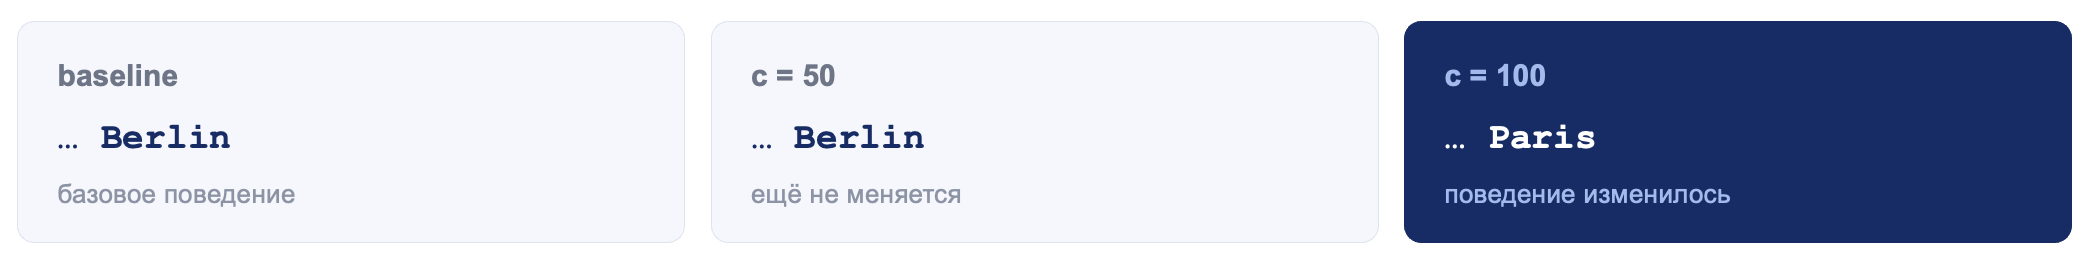 baseline
… Berlin
базовое поведение
c = 50
… Berlin
ещё не меняется
c = 100
… Paris
поведение изменилось